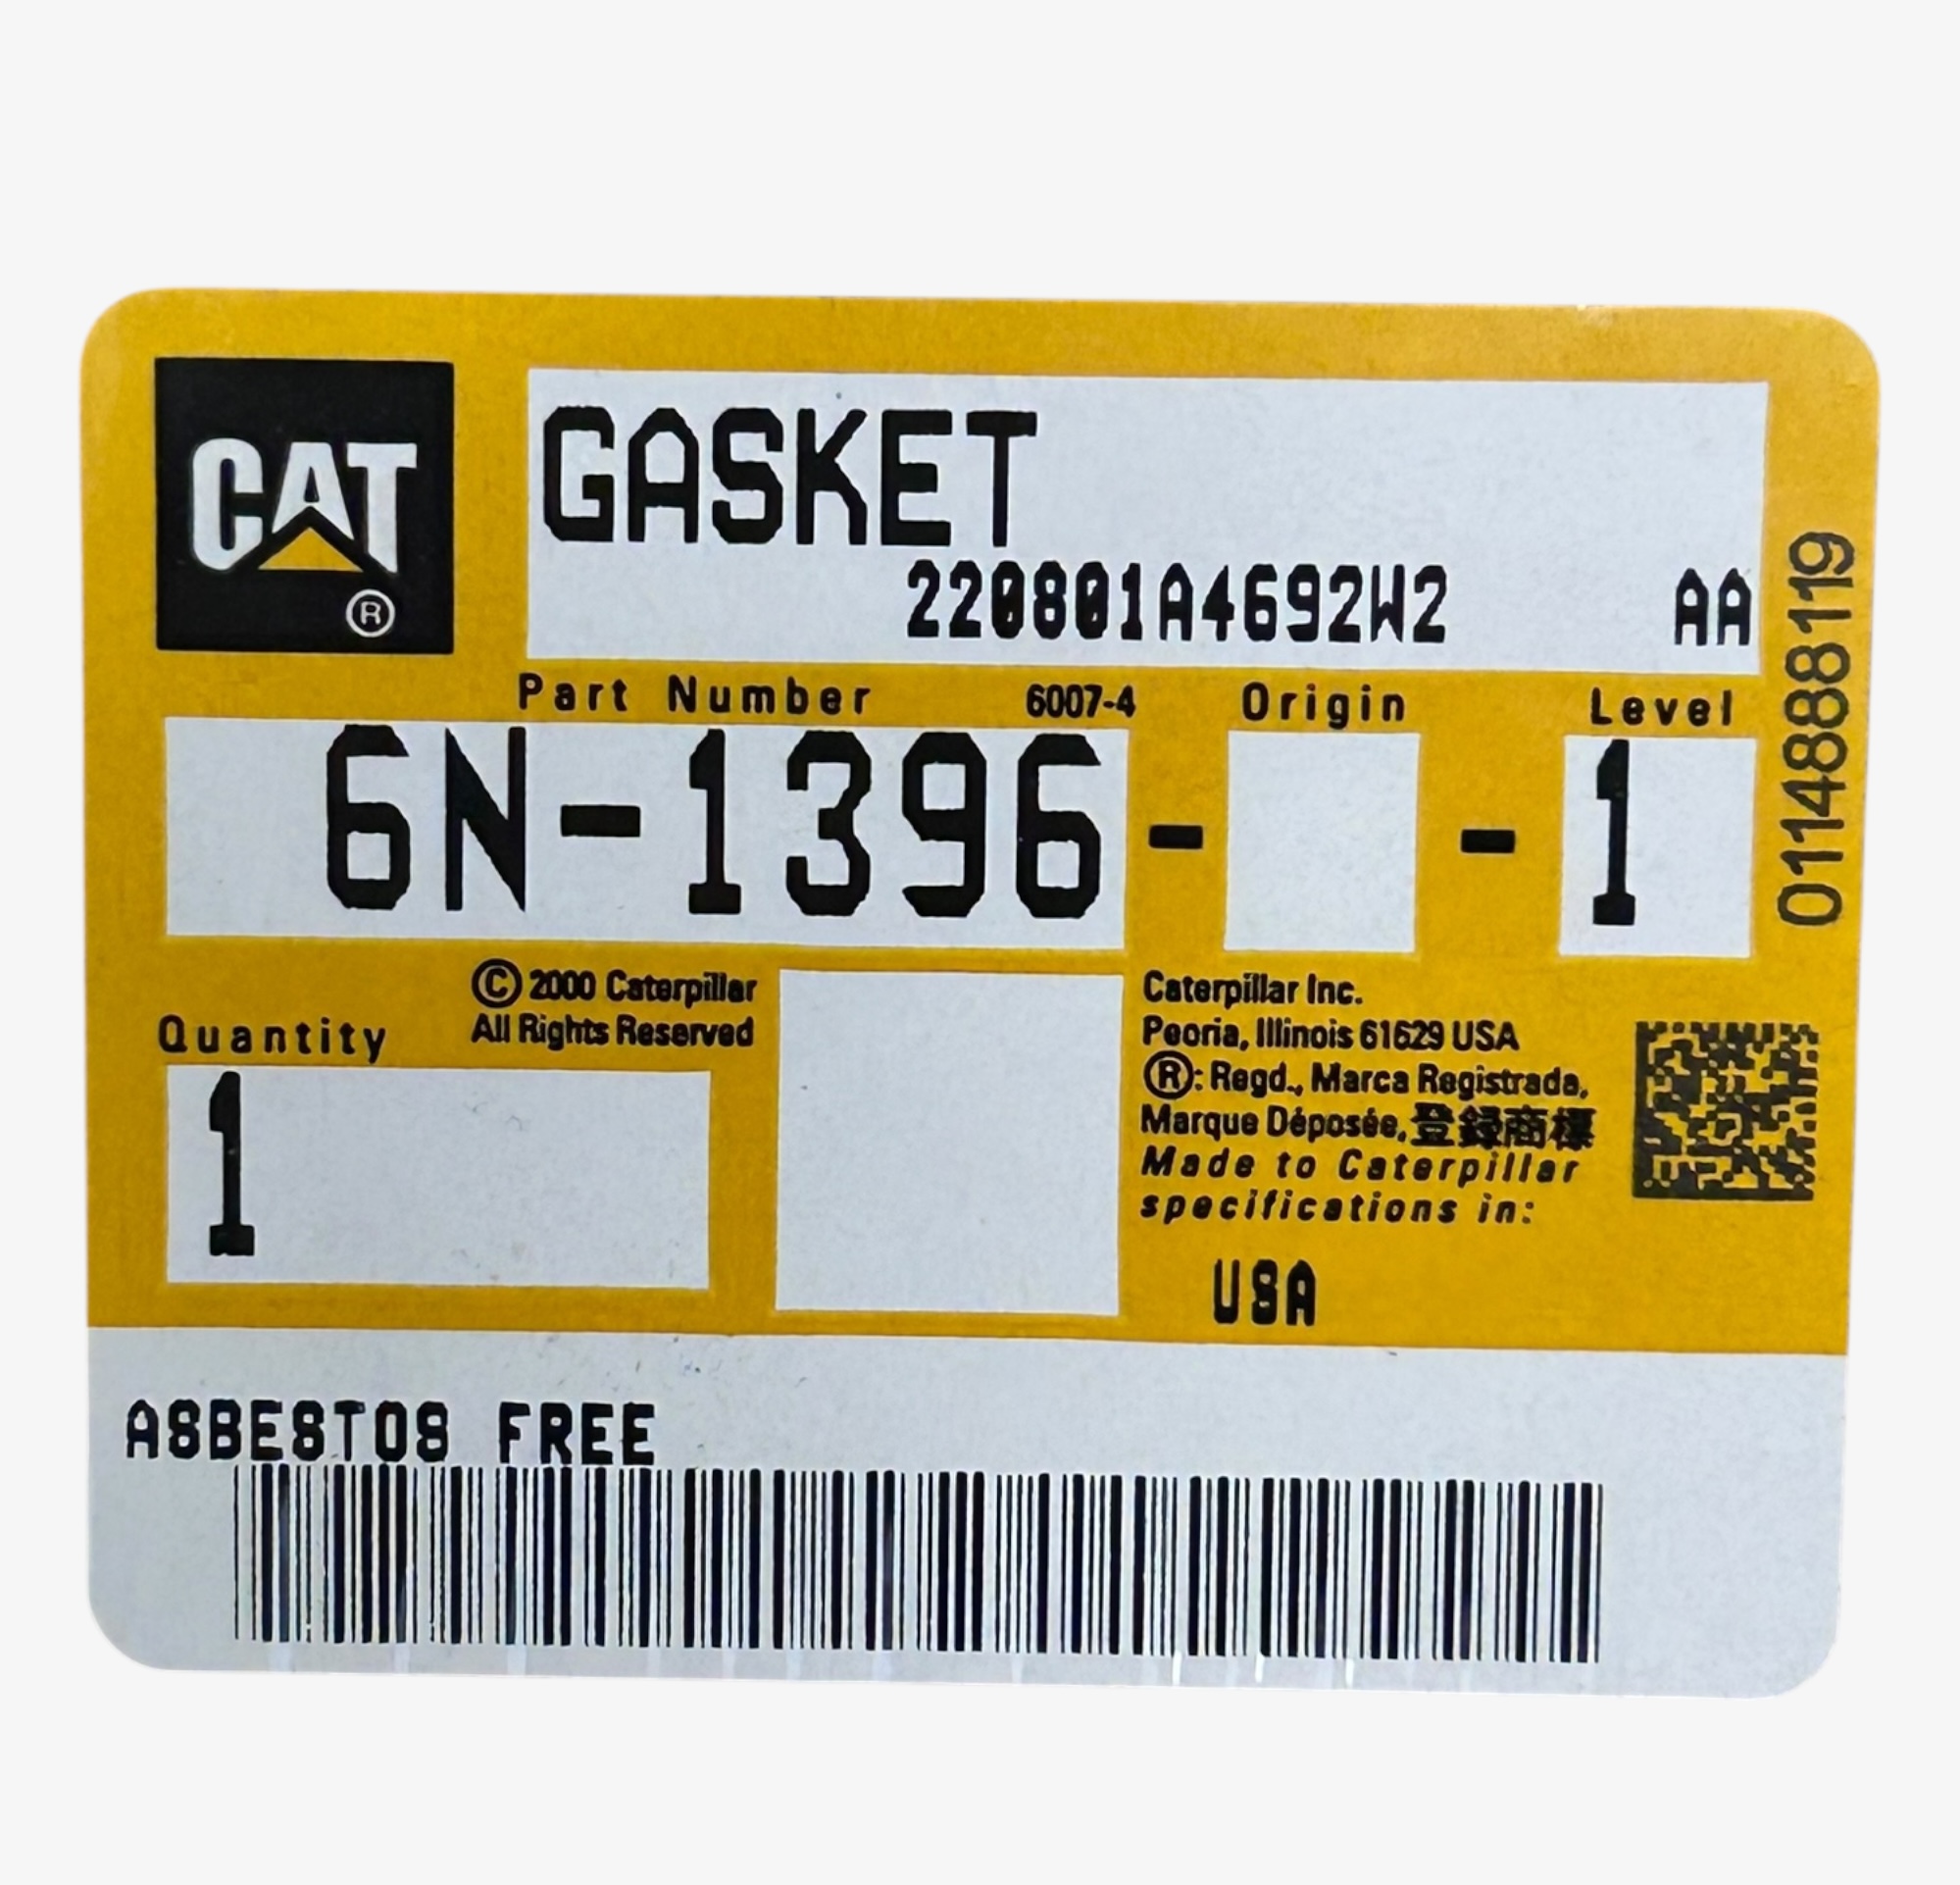 CAT
®
GASKET
220801A4692W2 AA
Part Number 6007-4 Origin Level
6N-1396 - - 1
0114888119
© 2000 Caterpillar
All Rights Reserved
Quantity
1
Caterpillar Inc.
Peoria, Illinois 61629 USA
®: Regd., Marca Registrada,
Marque Déposée, 登録商標
Made to Caterpillar
specifications in:
USA
ASBESTOS FREE